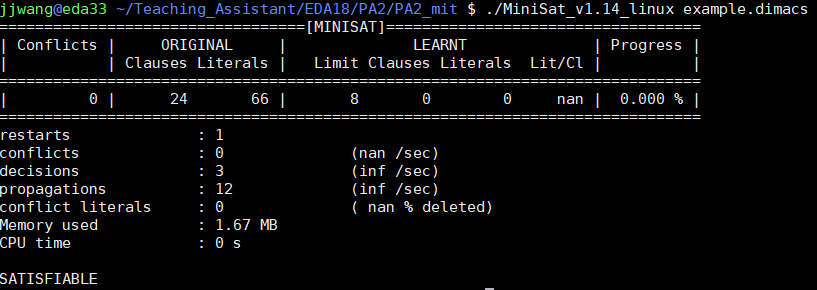 jjwang@eda33 ~/Teaching_Assistant/EDA18/PA2/PA2_mit $ ./MiniSat_v1.14_linux example.dimacs
==================================[MINISAT]===================================
| Conflicts |     ORIGINAL     |              LEARNT              | Progress |
|           | Clauses Literals |   Limit Clauses Literals  Lit/Cl |          |
==============================================================================
|         0 |      24       66 |       8       0        0     nan |  0.000 % |
==============================================================================
restarts              : 1
conflicts             : 0              (nan /sec)
decisions             : 3              (inf /sec)
propagations          : 12             (inf /sec)
conflict literals     : 0              ( nan % deleted)
Memory used           : 1.67 MB
CPU time              : 0 s

SATISFIABLE